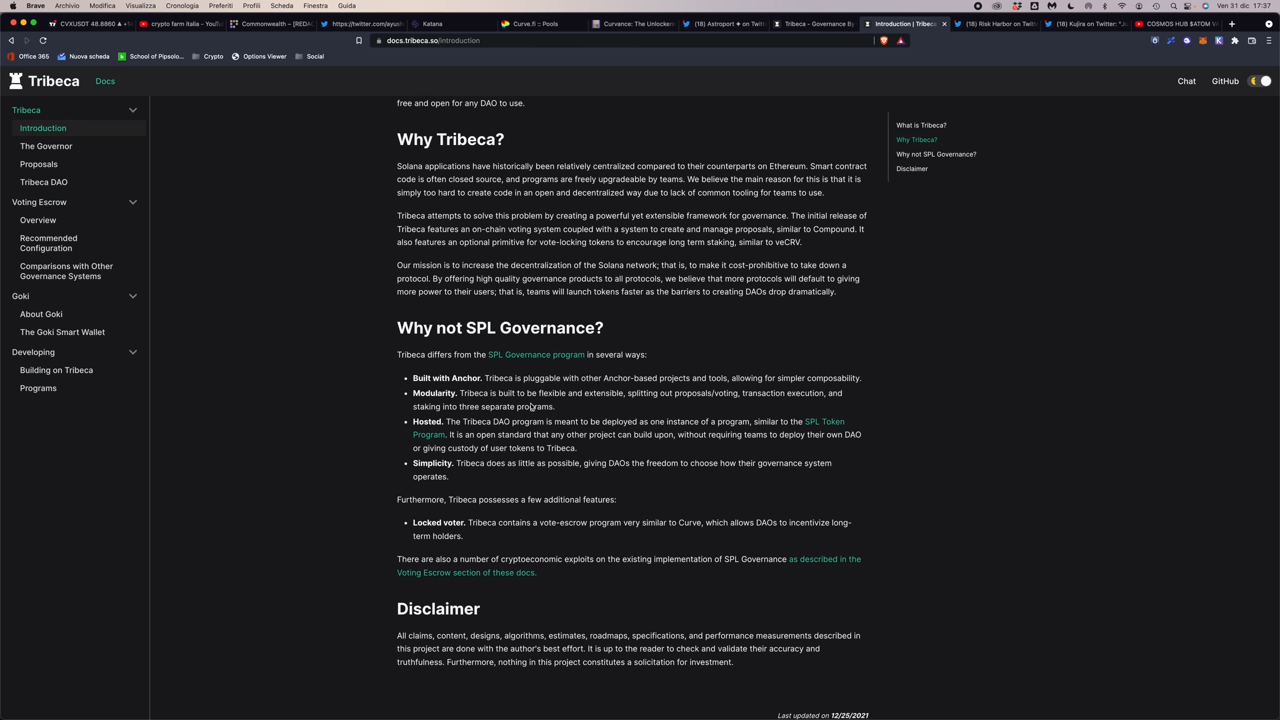 Brave Archivio Modifica Visualizza Cronologia Preferiti Profili Scheda Finestra Guida Ven 31 dic 17:37
CVXUSDT 48.8860 crypto farm italia – YouT Commonwealth – [REDAC https://twitter.com/ayush Katana Curve.fi :: Pools Curvance: The Unlocker (18) Astroport ✦ on Twit Tribeca - Governance By Introduction | Tribeca (18) Risk Harbor on Twitt (18) Kujira on Twitter: "Ju COSMOS HUB $ATOM V
docs.tribeca.so/introduction
Office 365 Nuova scheda School of Pipsolo... Crypto Options Viewer Social
Tribeca Docs Chat GitHub
Tribeca
Introduction
The Governor
Proposals
Tribeca DAO
Voting Escrow
Overview
Recommended
Configuration
Comparisons with Other
Governance Systems
Goki
About Goki
The Goki Smart Wallet
Developing
Building on Tribeca
Programs
free and open for any DAO to use.
Why Tribeca?
Solana applications have historically been relatively centralized compared to their counterparts on Ethereum. Smart contract
code is often closed source, and programs are freely upgradeable by teams. We believe the main reason for this is that it is
simply too hard to create code in an open and decentralized way due to lack of common tooling for teams to use.
Tribeca attempts to solve this problem by creating a powerful yet extensible framework for governance. The initial release of
Tribeca features an on-chain voting system coupled with a system to create and manage proposals, similar to Compound. It
also features an optional primitive for vote-locking tokens to encourage long term staking, similar to veCRV.
Our mission is to increase the decentralization of the Solana network; that is, to make it cost-prohibitive to take down a
protocol. By offering high quality governance products to all protocols, we believe that more protocols will default to giving
more power to their users; that is, teams will launch tokens faster as the barriers to creating DAOs drop dramatically.
Why not SPL Governance?
Tribeca differs from the SPL Governance program in several ways:
• Built with Anchor. Tribeca is pluggable with other Anchor-based projects and tools, allowing for simpler composability.
• Modularity. Tribeca is built to be flexible and extensible, splitting out proposals/voting, transaction execution, and
staking into three separate programs.
• Hosted. The Tribeca DAO program is meant to be deployed as one instance of a program, similar to the SPL Token
Program. It is an open standard that any other project can build upon, without requiring teams to deploy their own DAO
or giving custody of user tokens to Tribeca.
• Simplicity. Tribeca does as little as possible, giving DAOs the freedom to choose how their governance system
operates.
Furthermore, Tribeca possesses a few additional features:
• Locked voter. Tribeca contains a vote-escrow program very similar to Curve, which allows DAOs to incentivize long-
term holders.
There are also a number of cryptoeconomic exploits on the existing implementation of SPL Governance as described in the
Voting Escrow section of these docs.
Disclaimer
All claims, content, designs, algorithms, estimates, roadmaps, specifications, and performance measurements described in
this project are done with the author's best effort. It is up to the reader to check and validate their accuracy and
truthfulness. Furthermore, nothing in this project constitutes a solicitation for investment.
Last updated on 12/25/2021
What is Tribeca?
Why Tribeca?
Why not SPL Governance?
Disclaimer